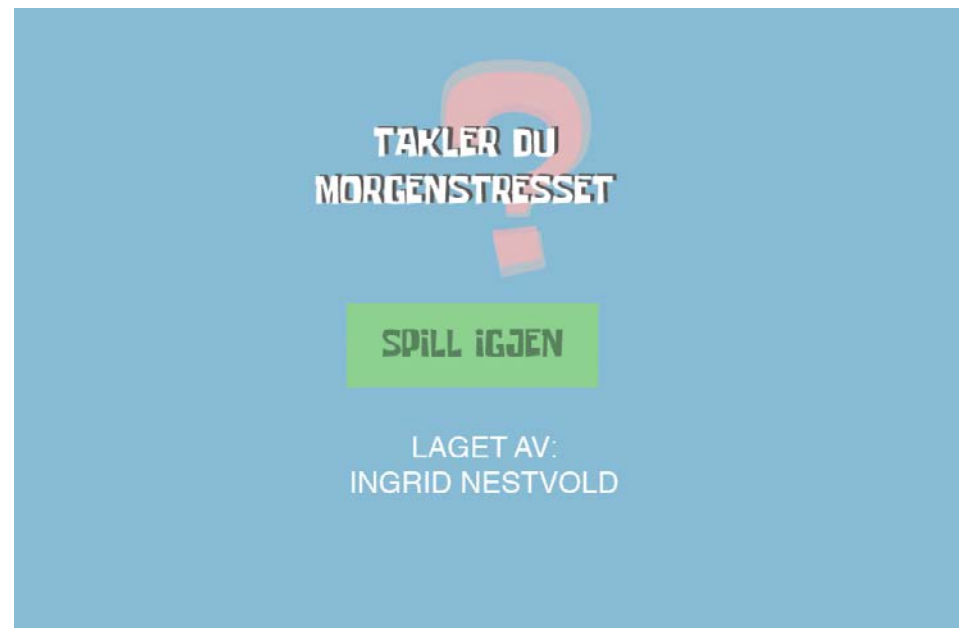 TAKLER DU
MORGENSTRESSET
?
SPiLL iGJEN
LAGET AV:
INGRID NESTVOLD